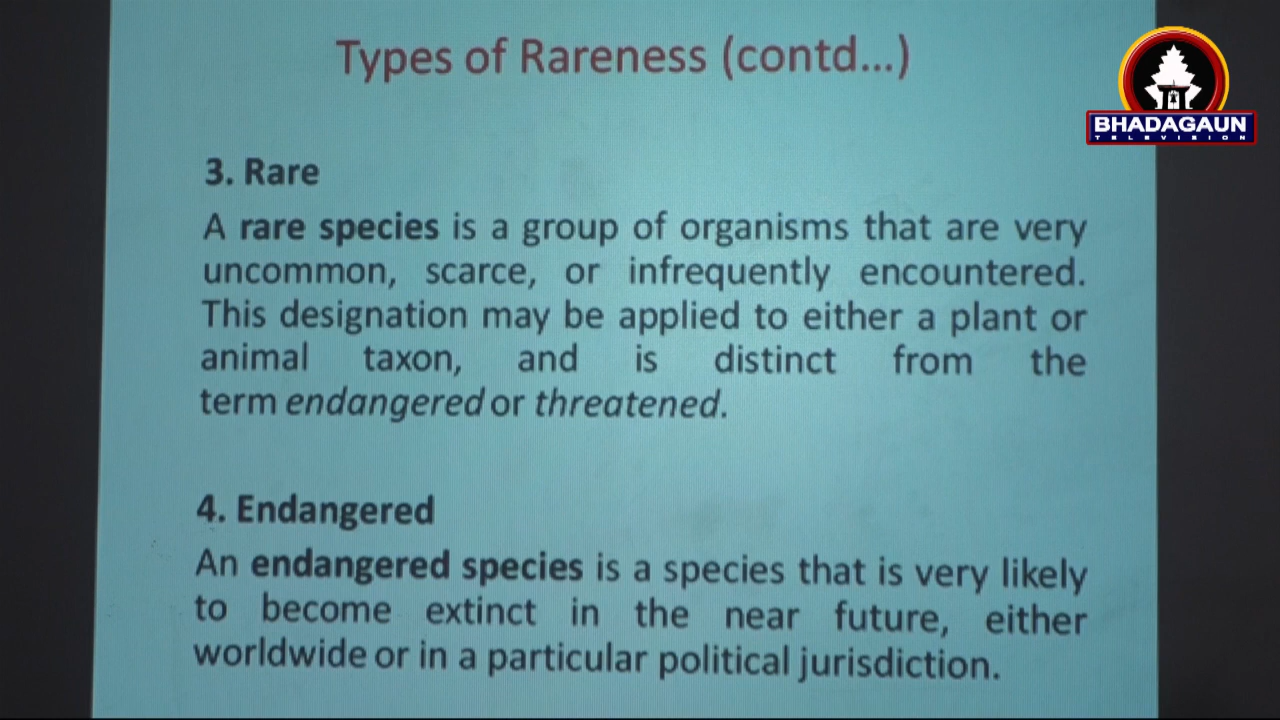 Types of Rareness (contd...)
BHADAGAUN
TELEVISION
3. Rare
A rare species is a group of organisms that are very
uncommon, scarce, or infrequently encountered.
This designation may be applied to either a plant or
animal taxon, and is distinct from the
term endangered or threatened.
4. Endangered
An endangered species is a species that is very likely
to become extinct in the near future, either
worldwide or in a particular political jurisdiction.